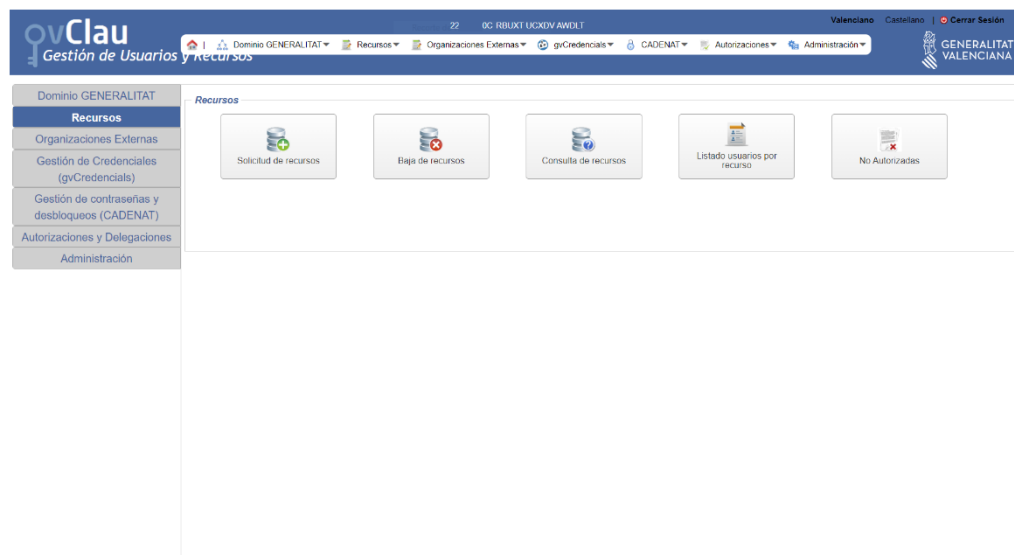 22 0C RBUXT UCXDV AWDLT
Valenciano Castellano | Cerrar Sesión
gvClau
Gestión de Usuarios y Recursos
| Dominio GENERALITAT Recursos Organizaciones Externas gvCredencials CADENAT Autorizaciones Administración
GENERALITAT
VALENCIANA
Dominio GENERALITAT
Recursos
Organizaciones Externas
Gestión de Credenciales
(gvCredencials)
Gestión de contraseñas y
desbloqueos (CADENAT)
Autorizaciones y Delegaciones
Administración
Recursos
Solicitud de recursos
Baja de recursos
Consulta de recursos
Listado usuarios por
recurso
No Autorizadas